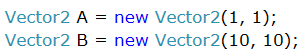 Vector2 A = new Vector2(1, 1);
Vector2 B = new Vector2(10, 10);